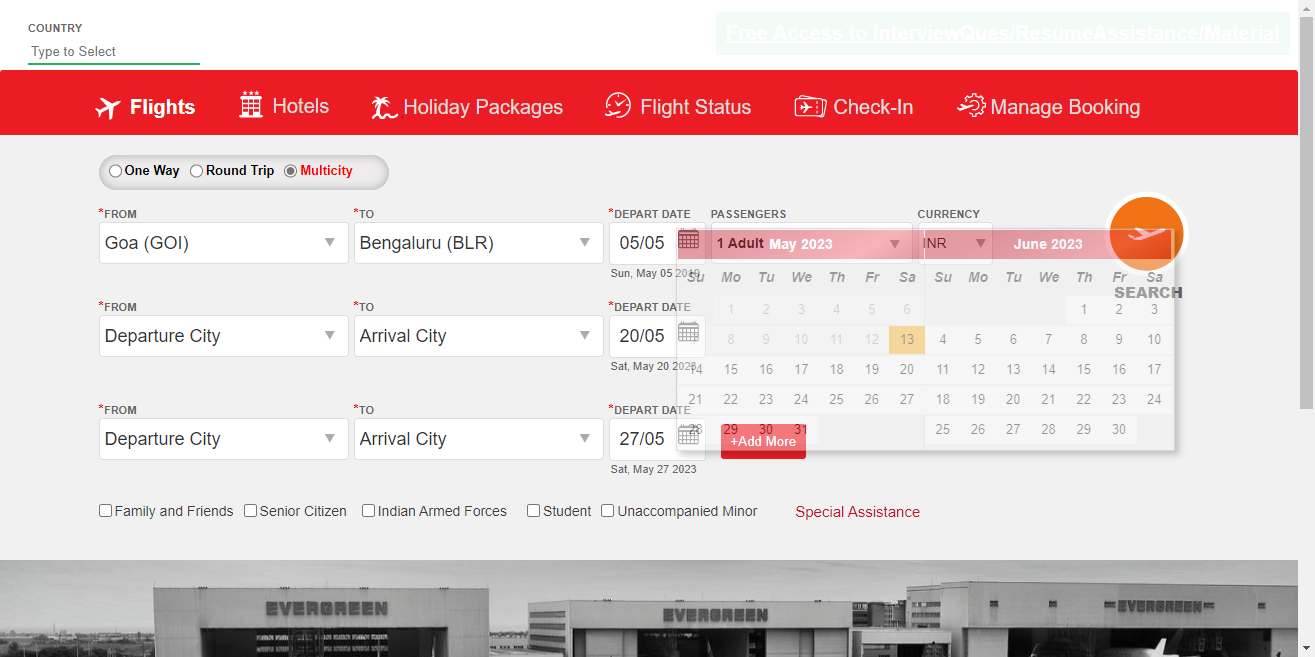 COUNTRY
Type to Select
Free Access to InterviewQues/ResumeAssistance/Material
Flights Hotels Holiday Packages Flight Status Check-In Manage Booking
One Way Round Trip Multicity
*FROM *TO *DEPART DATE PASSENGERS CURRENCY
Goa (GOI) Bengaluru (BLR) 05/05 1 Adult INR
May 2023 June 2023
Sun, May 05 2019
Su Mo Tu We Th Fr Sa Su Mo Tu We Th Fr Sa
SEARCH
1 2 3 4 5 6 1 2 3
*FROM *TO *DEPART DATE
Departure City Arrival City 20/05
8 9 10 11 12 13 4 5 6 7 8 9 10
Sat, May 20 2023
14 15 16 17 18 19 20 11 12 13 14 15 16 17
21 22 23 24 25 26 27 18 19 20 21 22 23 24
*FROM *TO *DEPART DATE
Departure City Arrival City 27/05
28 29 30 31 25 26 27 28 29 30
+Add More
Sat, May 27 2023
Family and Friends Senior Citizen Indian Armed Forces Student Unaccompanied Minor Special Assistance
EVERGREEN EVERGREEN EVERGREEN